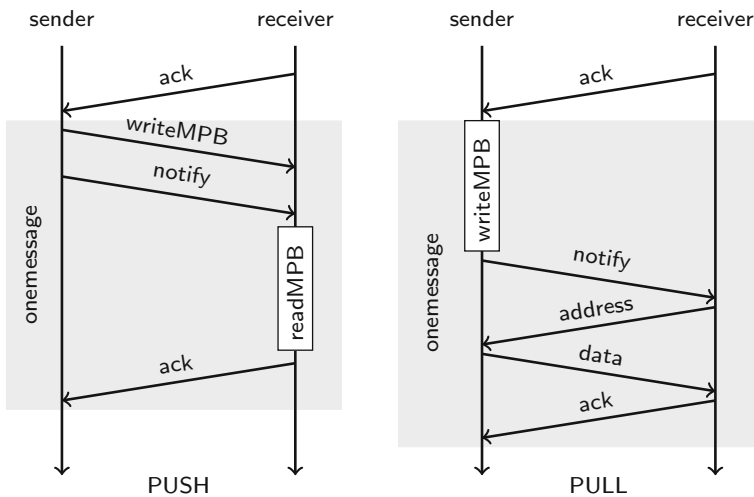 sender
receiver
ack
writeMPB
notify
onemessage
readMPB
ack
PUSH
sender
receiver
ack
writeMPB
onemessage
notify
address
data
ack
PULL